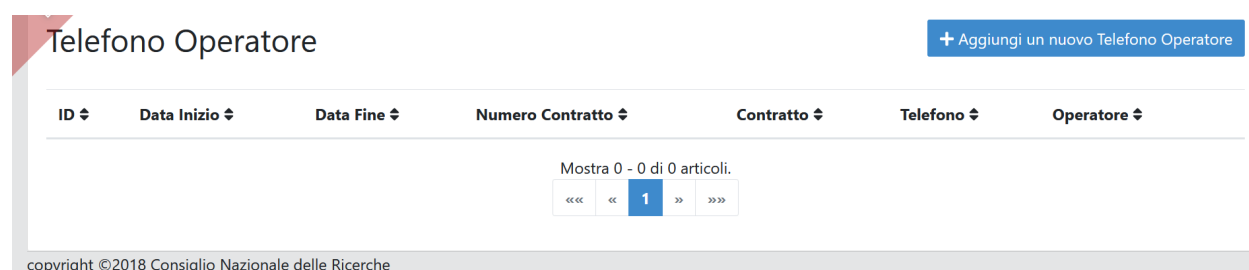 Telefono Operatore
+ Aggiungi un nuovo Telefono Operatore
ID Data Inizio Data Fine Numero Contratto Contratto Telefono Operatore
Mostra 0 - 0 di 0 articoli.
«« « 1 » »»
copyright ©2018 Consiglio Nazionale delle Ricerche